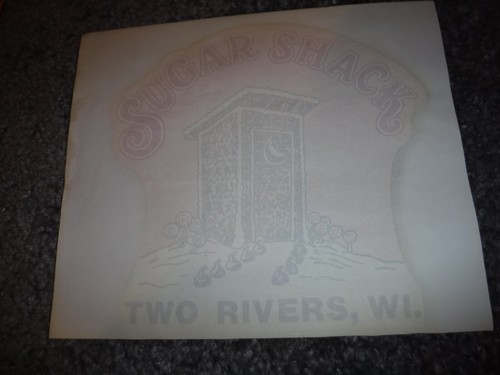 SUGAR SHACK
TWO RIVERS, WI.